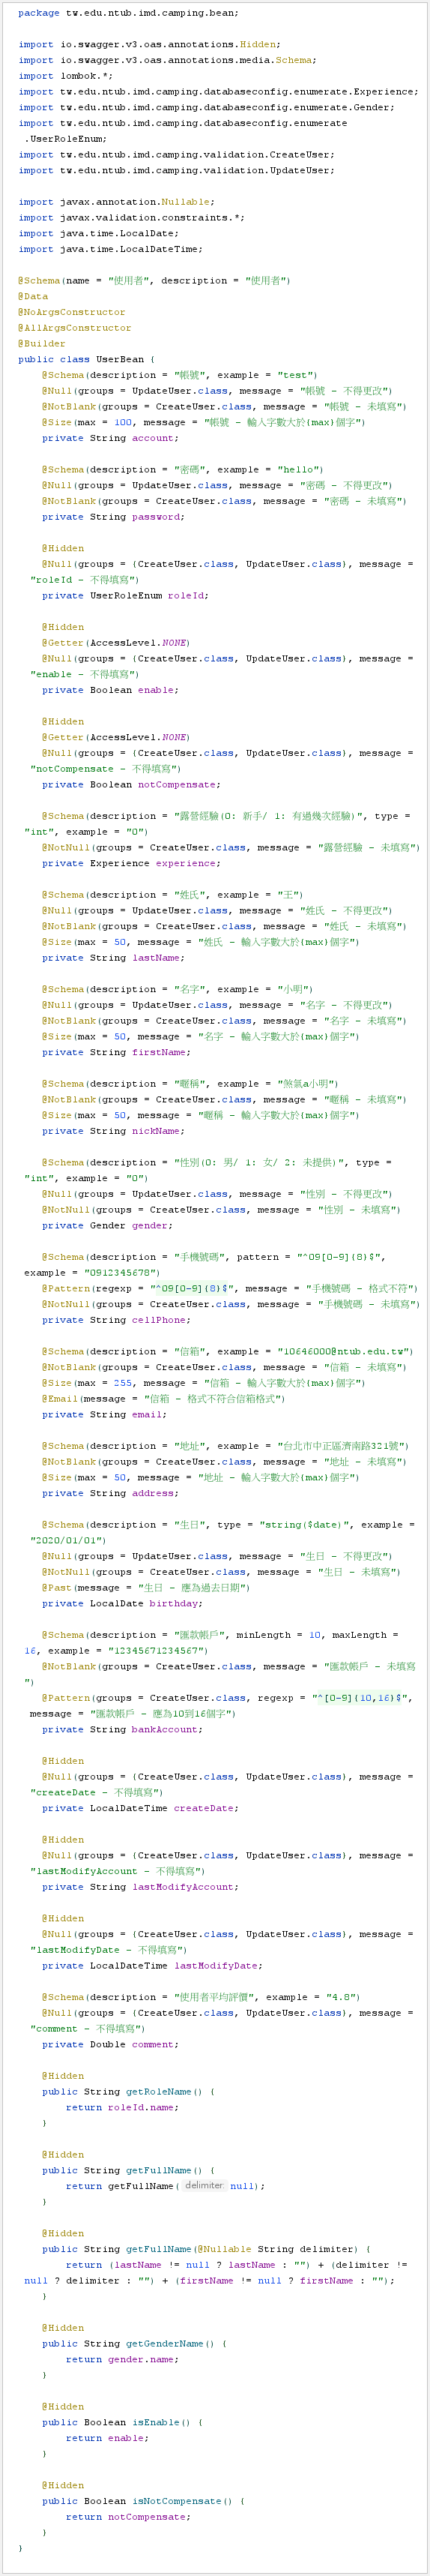 package tw.edu.ntub.imd.camping.bean;
import io.swagger.v3.oas.annotations.Hidden;
import io.swagger.v3.oas.annotations.media.Schema;
import lombok.*;
import tw.edu.ntub.imd.camping.databaseconfig.enumerate.Experience;
import tw.edu.ntub.imd.camping.databaseconfig.enumerate.Gender;
import tw.edu.ntub.imd.camping.databaseconfig.enumerate
.UserRoleEnum;
import tw.edu.ntub.imd.camping.validation.CreateUser;
import tw.edu.ntub.imd.camping.validation.UpdateUser;
import javax.annotation.Nullable;
import javax.validation.constraints.*;
import java.time.LocalDate;
import java.time.LocalDateTime;
@Schema(name = "使用者", description = "使用者")
@Data
@NoArgsConstructor
@AllArgsConstructor
@Builder
public class UserBean {
@Schema(description = "帳號", example = "test")
@Null(groups = UpdateUser.class, message = "帳號 - 不得更改")
@NotBlank(groups = CreateUser.class, message = "帳號 - 未填寫")
@Size(max = 100, message = "帳號 - 輸入字數大於{max}個字")
private String account;
@Schema(description = "密碼", example = "hello")
@Null(groups = UpdateUser.class, message = "密碼 - 不得更改")
@NotBlank(groups = CreateUser.class, message = "密碼 - 未填寫")
private String password;
@Hidden
@Null(groups = {CreateUser.class, UpdateUser.class}, message =
"roleId - 不得填寫")
private UserRoleEnum roleId;
@Hidden
@Getter(AccessLevel.NONE)
@Null(groups = {CreateUser.class, UpdateUser.class}, message =
"enable - 不得填寫")
private Boolean enable;
@Hidden
@Getter(AccessLevel.NONE)
@Null(groups = {CreateUser.class, UpdateUser.class}, message =
"notCompensate - 不得填寫")
private Boolean notCompensate;
@Schema(description = "露營經驗(0: 新手/ 1: 有過幾次經驗)", type =
"int", example = "0")
@NotNull(groups = CreateUser.class, message = "露營經驗 - 未填寫")
private Experience experience;
@Schema(description = "姓氏", example = "王")
@Null(groups = UpdateUser.class, message = "姓氏 - 不得更改")
@NotBlank(groups = CreateUser.class, message = "姓氏 - 未填寫")
@Size(max = 50, message = "姓氏 - 輸入字數大於{max}個字")
private String lastName;
@Schema(description = "名字", example = "小明")
@Null(groups = UpdateUser.class, message = "名字 - 不得更改")
@NotBlank(groups = CreateUser.class, message = "名字 - 未填寫")
@Size(max = 50, message = "名字 - 輸入字數大於{max}個字")
private String firstName;
@Schema(description = "暱稱", example = "煞氣a小明")
@NotBlank(groups = CreateUser.class, message = "暱稱 - 未填寫")
@Size(max = 50, message = "暱稱 - 輸入字數大於{max}個字")
private String nickName;
@Schema(description = "性別(0: 男/ 1: 女/ 2: 未提供)", type =
"int", example = "0")
@Null(groups = UpdateUser.class, message = "性別 - 不得更改")
@NotNull(groups = CreateUser.class, message = "性別 - 未填寫")
private Gender gender;
@Schema(description = "手機號碼", pattern = "^09[0-9]{8}$",
example = "0912345678")
@Pattern(regexp = "^09[0-9]{8}$", message = "手機號碼 - 格式不符")
@NotNull(groups = CreateUser.class, message = "手機號碼 - 未填寫")
private String cellPhone;
@Schema(description = "信箱", example = "10646000@ntub.edu.tw")
@NotBlank(groups = CreateUser.class, message = "信箱 - 未填寫")
@Size(max = 255, message = "信箱 - 輸入字數大於{max}個字")
@Email(message = "信箱 - 格式不符合信箱格式")
private String email;
@Schema(description = "地址", example = "台北市中正區濟南路321號")
@NotBlank(groups = CreateUser.class, message = "地址 - 未填寫")
@Size(max = 50, message = "地址 - 輸入字數大於{max}個字")
private String address;
@Schema(description = "生日", type = "string($date)", example =
"2020/01/01")
@Null(groups = UpdateUser.class, message = "生日 - 不得更改")
@NotNull(groups = CreateUser.class, message = "生日 - 未填寫")
@Past(message = "生日 - 應為過去日期")
private LocalDate birthday;
@Schema(description = "匯款帳戶", minLength = 10, maxLength =
16, example = "12345671234567")
@NotBlank(groups = CreateUser.class, message = "匯款帳戶 - 未填寫
")
@Pattern(groups = CreateUser.class, regexp = "^[0-9]{10,16}$",
message = "匯款帳戶 - 應為10到16個字")
private String bankAccount;
@Hidden
@Null(groups = {CreateUser.class, UpdateUser.class}, message =
"createDate - 不得填寫")
private LocalDateTime createDate;
@Hidden
@Null(groups = {CreateUser.class, UpdateUser.class}, message =
"lastModifyAccount - 不得填寫")
private String lastModifyAccount;
@Hidden
@Null(groups = {CreateUser.class, UpdateUser.class}, message =
"lastModifyDate - 不得填寫")
private LocalDateTime lastModifyDate;
@Schema(description = "使用者平均評價", example = "4.8")
@Null(groups = {CreateUser.class, UpdateUser.class}, message =
"comment - 不得填寫")
private Double comment;
@Hidden
public String getRoleName() {
return roleId.name;
}
@Hidden
public String getFullName() {
return getFullName( delimiter: null);
}
@Hidden
public String getFullName(@Nullable String delimiter) {
return (lastName != null ? lastName : "") + (delimiter !=
null ? delimiter : "") + (firstName != null ? firstName : "");
}
@Hidden
public String getGenderName() {
return gender.name;
}
@Hidden
public Boolean isEnable() {
return enable;
}
@Hidden
public Boolean isNotCompensate() {
return notCompensate;
}
}